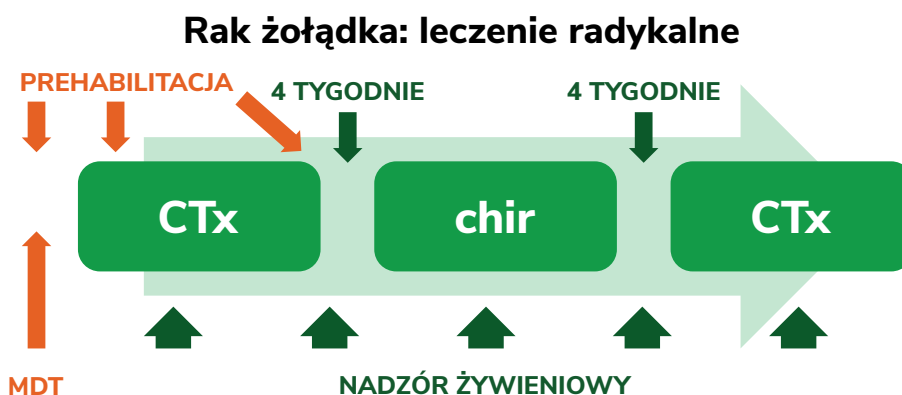 Rak żołądka: leczenie radykalne
PREHABILITACJA
4 TYGODNIE
4 TYGODNIE
CTx
chir
CTx
MDT
NADZÓR ŻYWIENIOWY